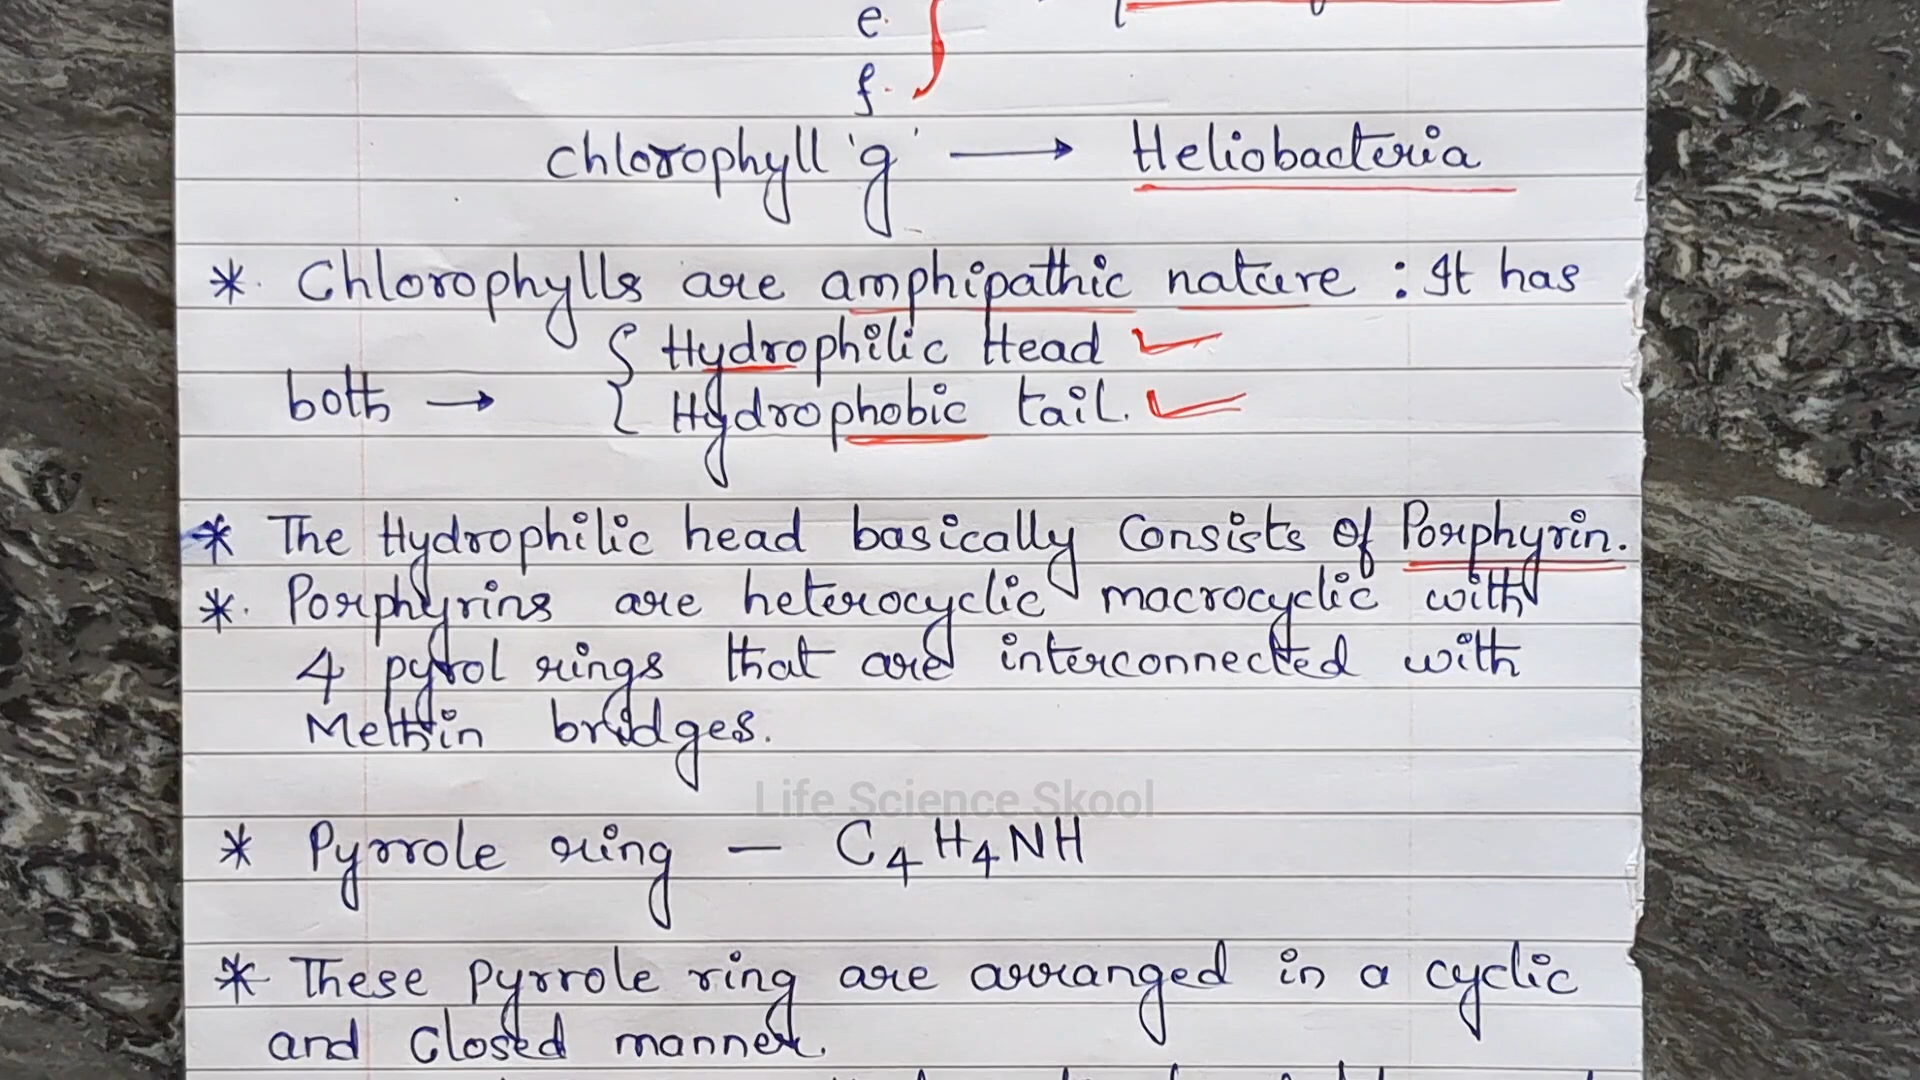 e.
f.
chlorophyll 'g' → Heliobacteria
* Chlorophylls are amphipathic nature : It has
{ Hydrophilic Head ✓
both → { Hydrophobic tail. ✓
* The Hydrophilic head basically consists of Porphyrin.
* Porphyrins are heterocyclic macrocyclic with
4 pyrol rings that are interconnected with
Methin bridges.
Life Science Skool
* Pyrrole ring - C4H4NH
* These pyrrole ring are arranged in a cyclic
and closed manner.